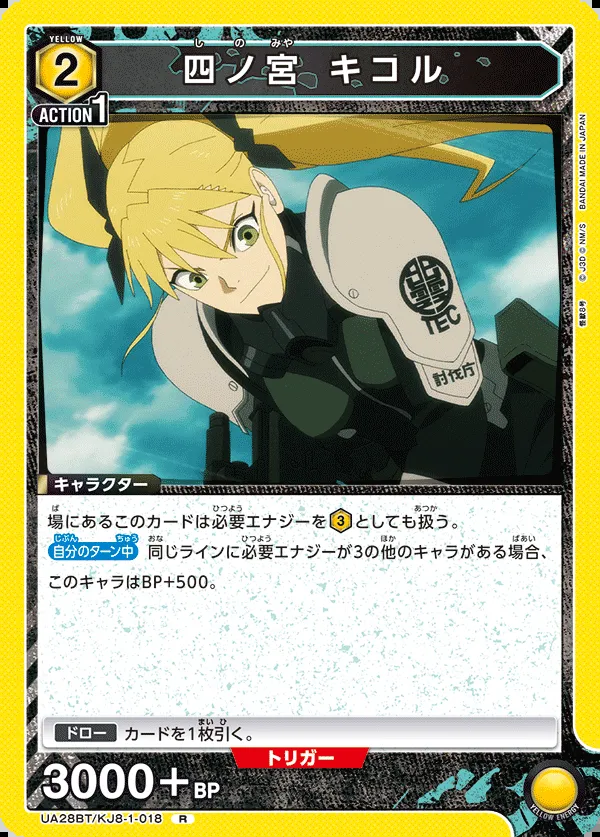 YELLOW
2
しのみや
四ノ宮 キコル
ACTION 1
TEC
討伐庁
BANDAI MADE IN JAPAN
© J3D © NM/S
怪獣8号
キャラクター
場にあるこのカードは必要エナジーを3としても扱う。
自分のターン中 同じラインに必要エナジーが3の他のキャラがある場合、
このキャラはBP+500。
ドロー カードを1枚引く。
トリガー
3000+BP
YELLOW ENERGY
UA28BT/KJ8-1-018 R